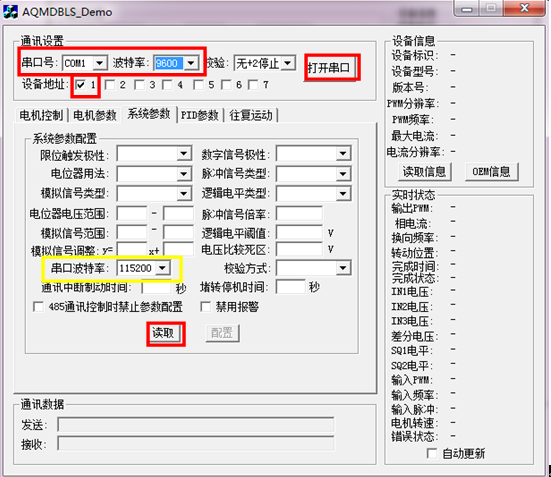 AQMDBLS_Demo
通讯设置
串口号: COM1 波特率: 9600 校验: 无+2停止 打开串口
设备地址: 1 2 3 4 5 6 7
电机控制 电机参数 系统参数 PID参数 往复运动
系统参数配置
限位触发极性: 数字信号极性:
电位器用法: 脉冲信号类型:
模拟信号类型: 逻辑电平类型:
电位器电压范围: - 脉冲信号倍率:
模拟信号范围: - 逻辑电平阈值: V
模拟信号调整: y= x+ 电压比较死区: V
串口波特率: 115200 校验方式:
通讯中断制动时间: 秒 堵转停机时间: 秒
485通讯控制时禁止参数配置 禁用报警
读取 配置
通讯数据
发送:
接收:
设备信息
设备标识: -
设备型号: -
版本号: -
PWM分辨率: -
PWM频率: -
最大电流: -
电流分辨率: -
读取信息 OEM信息
实时状态
输出PWM: -
相电流: -
换向频率: -
转动位置: -
完成时间: -
完成状态: -
IN1电压: -
IN2电压: -
IN3电压: -
差分电压: -
SQ1电平: -
SQ2电平: -
输入PWM: -
输入频率: -
输入脉冲: -
电机转速: -
错误状态: -
自动更新